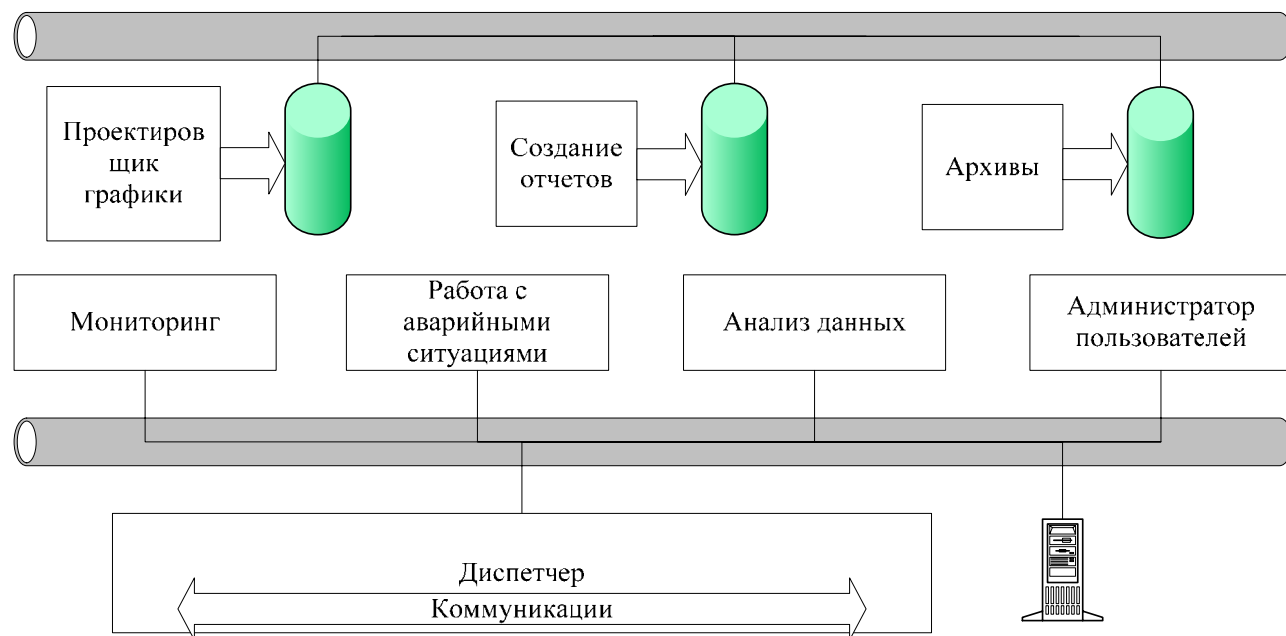 Проектиров
щик
графики
Создание
отчетов
Архивы
Мониторинг
Работа с
аварийными
ситуациями
Анализ данных
Администратор
пользователей
Диспетчер
Коммуникации